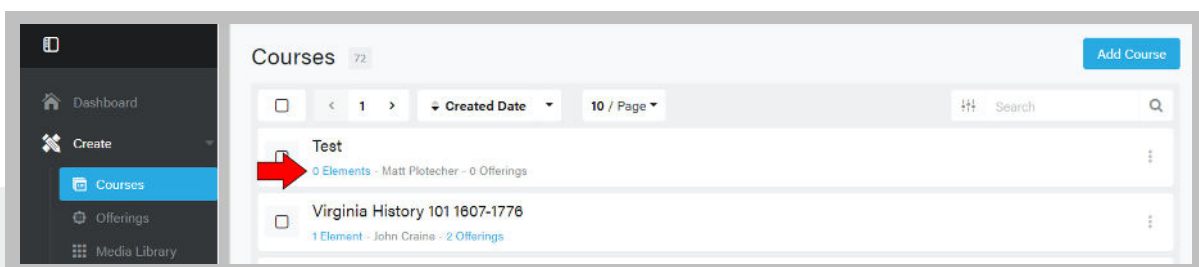 Dashboard
Create
Courses
Offerings
Media Library
Courses 72
Add Course
1 Created Date 10 / Page Search
Test
0 Elements - Matt Plotecher - 0 Offerings
Virginia History 101 1607-1776
1 Element - John Craine - 2 Offerings